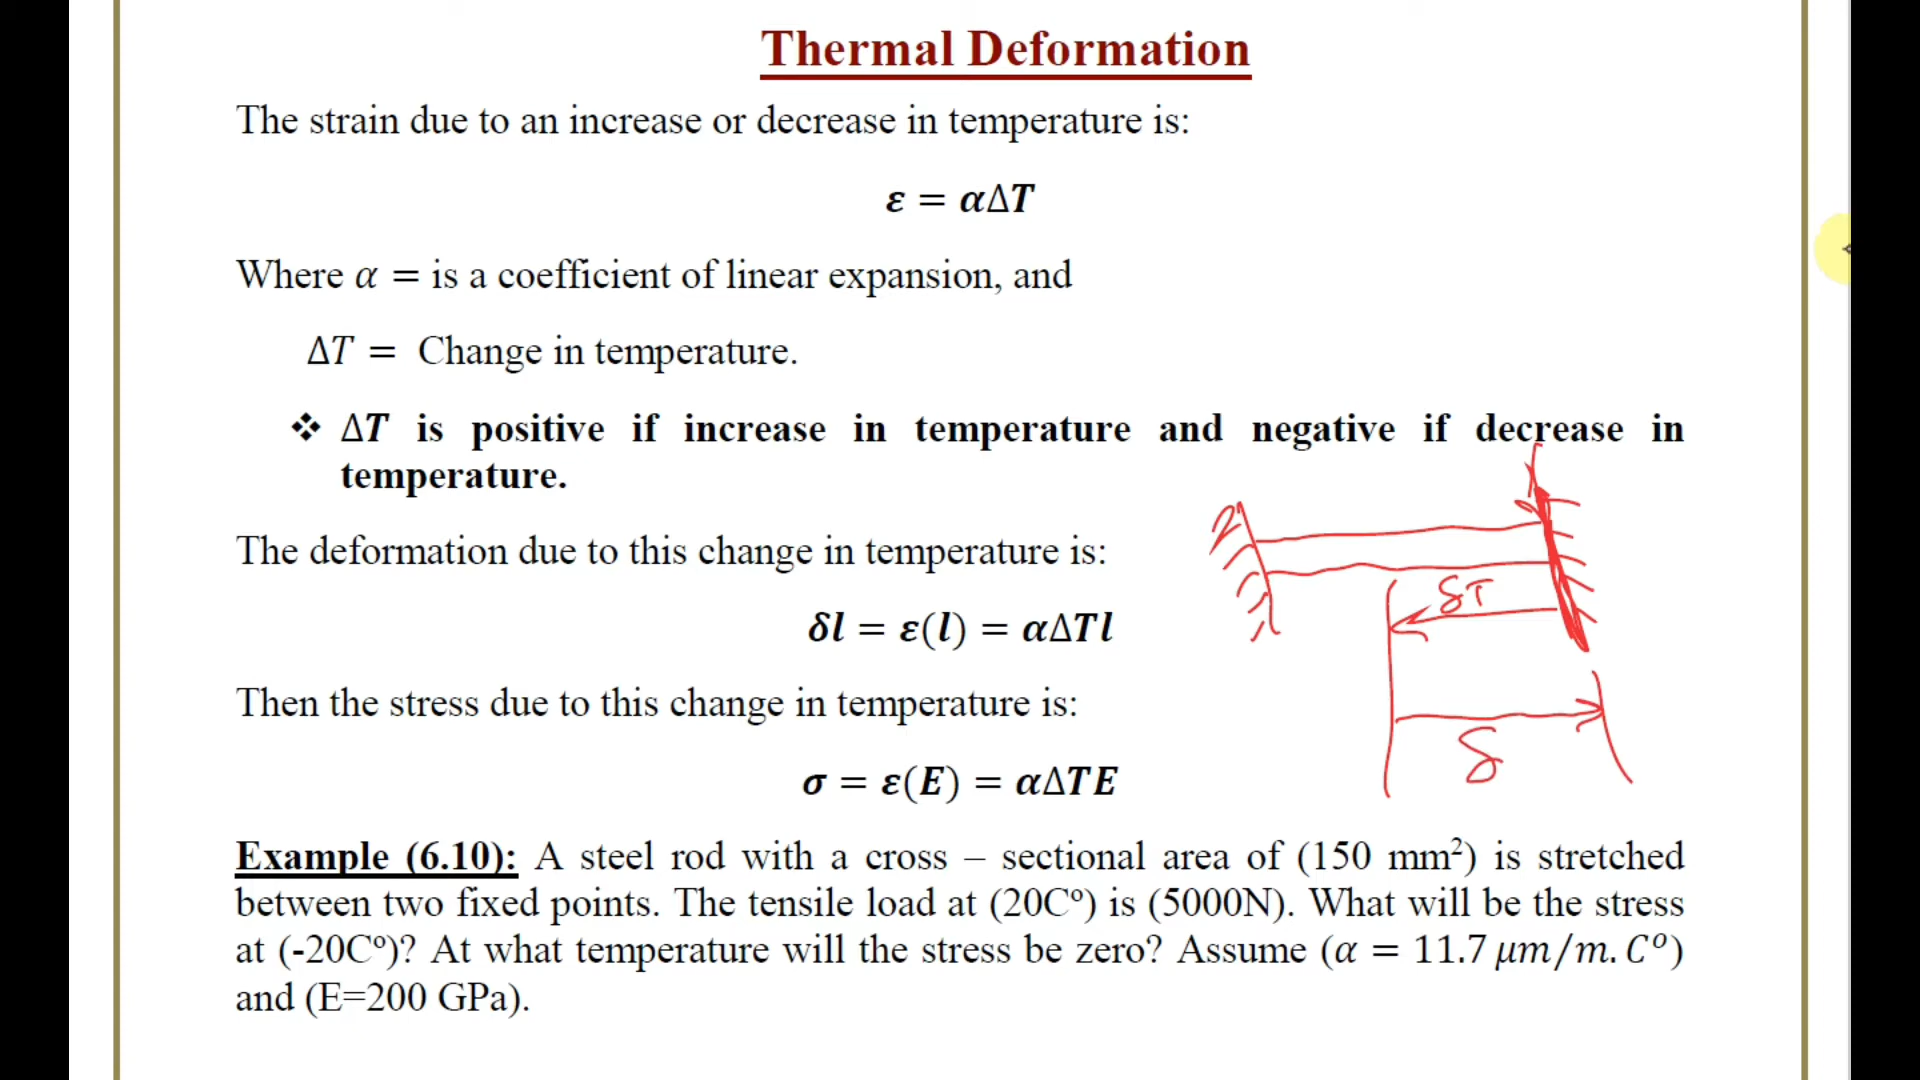 Thermal Deformation
The strain due to an increase or decrease in temperature is:
ε = αΔT
Where α = is a coefficient of linear expansion, and
ΔT = Change in temperature.
❖ ΔT is positive if increase in temperature and negative if decrease in
temperature.
The deformation due to this change in temperature is:
δl = ε(l) = αΔTl
δT
Then the stress due to this change in temperature is:
δ
σ = ε(E) = αΔTE
Example (6.10): A steel rod with a cross – sectional area of (150 mm²) is stretched
between two fixed points. The tensile load at (20Cº) is (5000N). What will be the stress
at (-20Cº)? At what temperature will the stress be zero? Assume (α = 11.7 μm/m. Cº)
and (E=200 GPa).